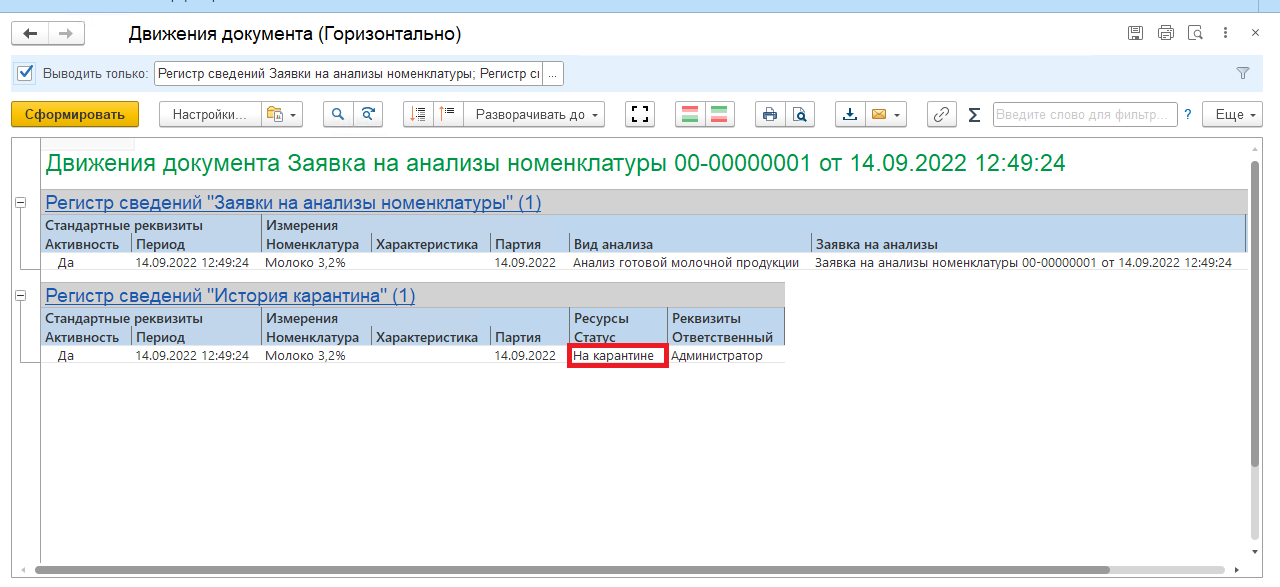 Движения документа (Горизонтально)
Выводить только: Регистр сведений Заявки на анализы номенклатуры; Регистр св ...
Сформировать Настройки... Разворачивать до Введите слово для фильтр... ? Еще
Движения документа Заявка на анализы номенклатуры 00-00000001 от 14.09.2022 12:49:24
Регистр сведений "Заявки на анализы номенклатуры" (1)
Стандартные реквизиты Измерения
Активность Период Номенклатура Характеристика Партия Вид анализа Заявка на анализы
Да 14.09.2022 12:49:24 Молоко 3,2% 14.09.2022 Анализ готовой молочной продукции Заявка на анализы номенклатуры 00-00000001 от 14.09.2022 12:49:24
Регистр сведений "История карантина" (1)
Стандартные реквизиты Измерения Ресурсы Реквизиты
Активность Период Номенклатура Характеристика Партия Статус Ответственный
Да 14.09.2022 12:49:24 Молоко 3,2% 14.09.2022 На карантине Администратор